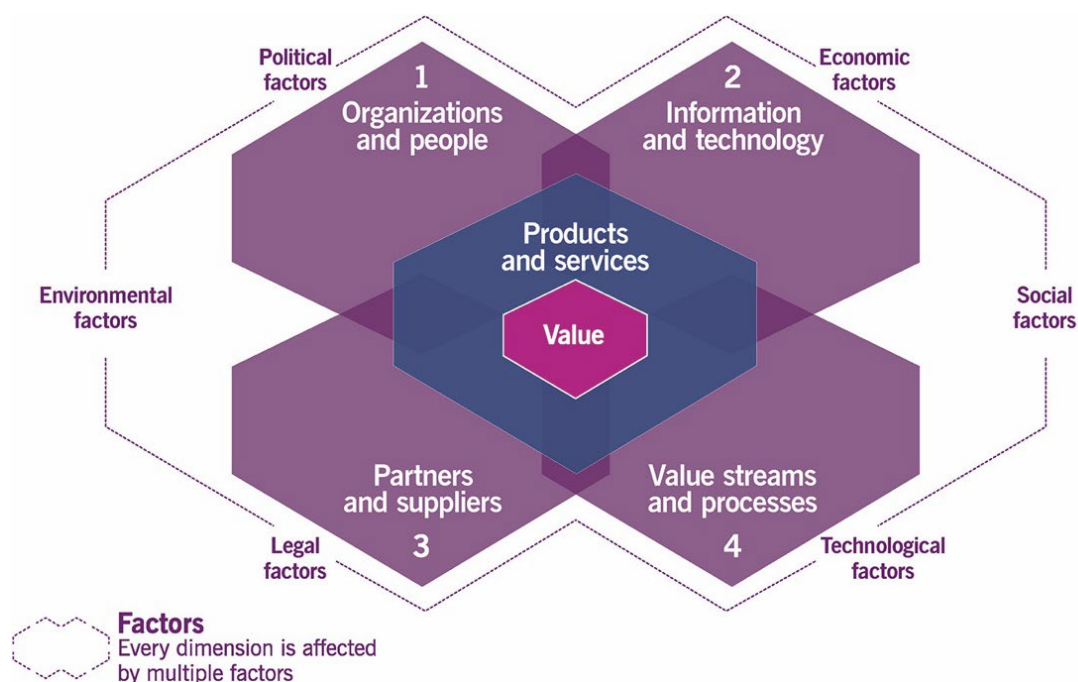 Political
factors
1
Organizations
and people
2
Information
and technology
Economic
factors
Products
and services
Value
Environmental
factors
Social
factors
Partners
and suppliers
3
Value streams
and processes
4
Legal
factors
Technological
factors
Factors
Every dimension is affected
by multiple factors